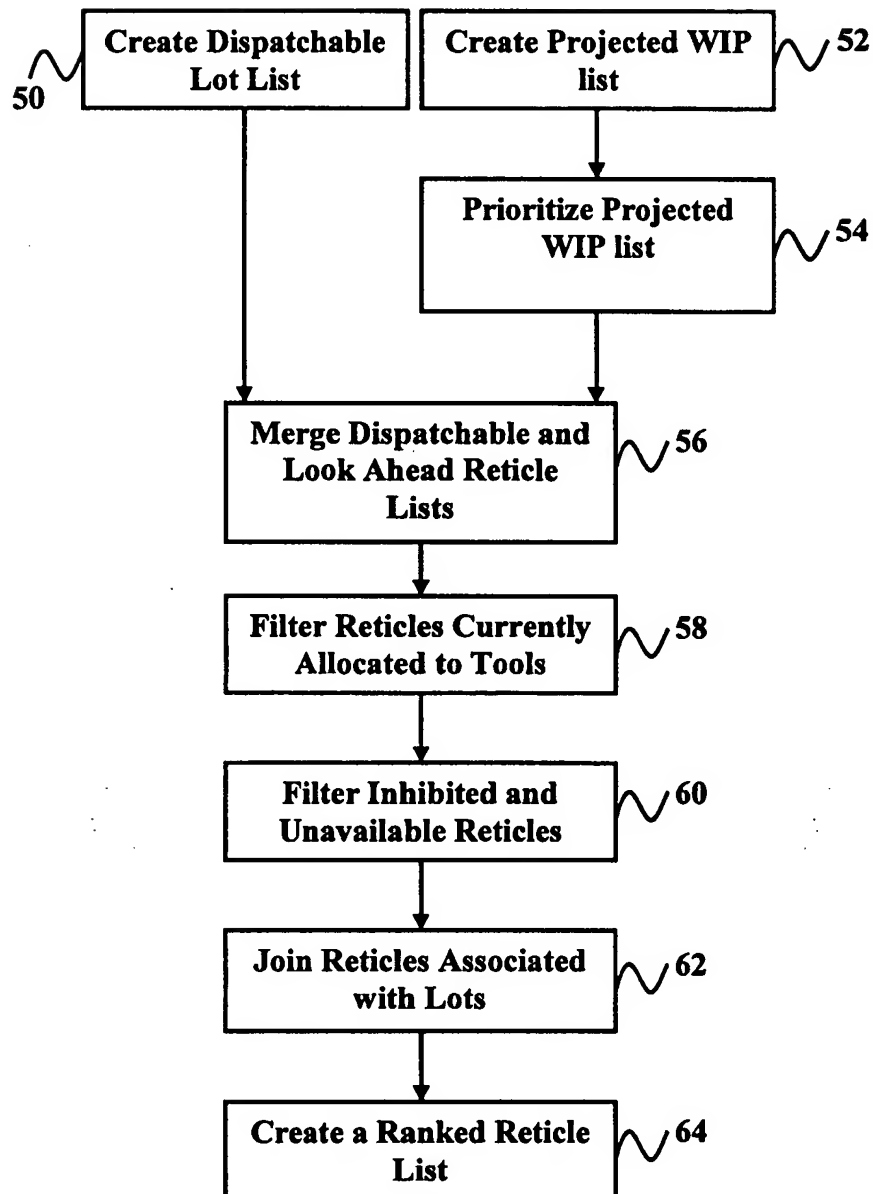 Create Dispatchable
Lot List
50
Create Projected WIP
list
52
Prioritize Projected
WIP list
54
Merge Dispatchable and
Look Ahead Reticle
Lists
56
Filter Reticles Currently
Allocated to Tools
58
Filter Inhibited and
Unavailable Reticles
60
Join Reticles Associated
with Lots
62
Create a Ranked Reticle
List
64